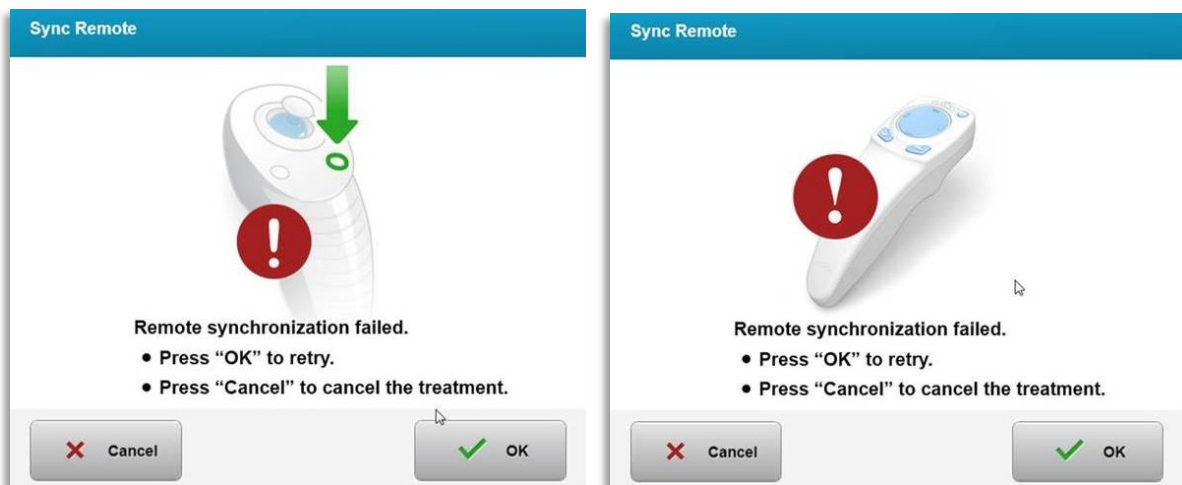 Sync Remote
Remote synchronization failed.
• Press “OK” to retry.
• Press “Cancel” to cancel the treatment.
Cancel
OK
Sync Remote
Remote synchronization failed.
• Press “OK” to retry.
• Press “Cancel” to cancel the treatment.
Cancel
OK